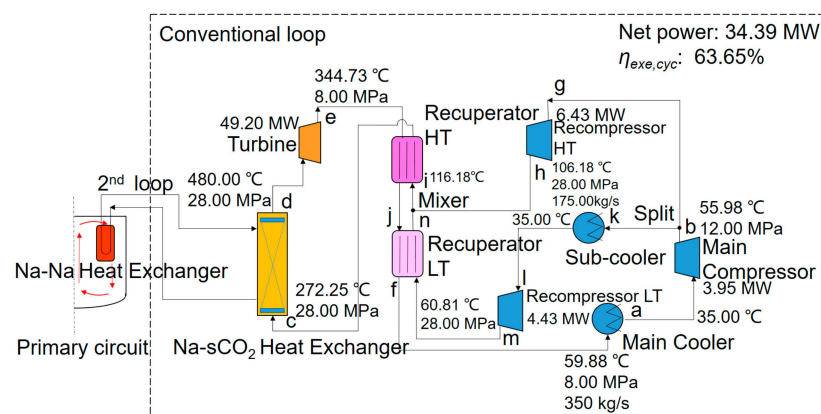 Conventional loop
Net power: 34.39 MW
ηexe,cyc: 63.65%
344.73 ℃
8.00 MPa
e
49.20 MW
Turbine
Recuperator
HT
g
6.43 MW
Recompressor
HT
h
106.18℃
28.00 MPa
175.00kg/s
i
116.18℃
Mixer
n
j
2nd loop
480.00 ℃
28.00 MPa
d
35.00℃
k
Split
b
55.98 ℃
12.00 MPa
Main
Compressor
3.95 MW
Sub-cooler
Recuperator
LT
Na-Na Heat Exchanger
f
l
272.25 ℃
28.00 MPa
c
60.81 ℃
28.00 MPa
Recompressor LT
4.43 MW
m
a
35.00 ℃
Primary circuit
Na-sCO2 Heat Exchanger
Main Cooler
59.88 ℃
8.00 MPa
350 kg/s